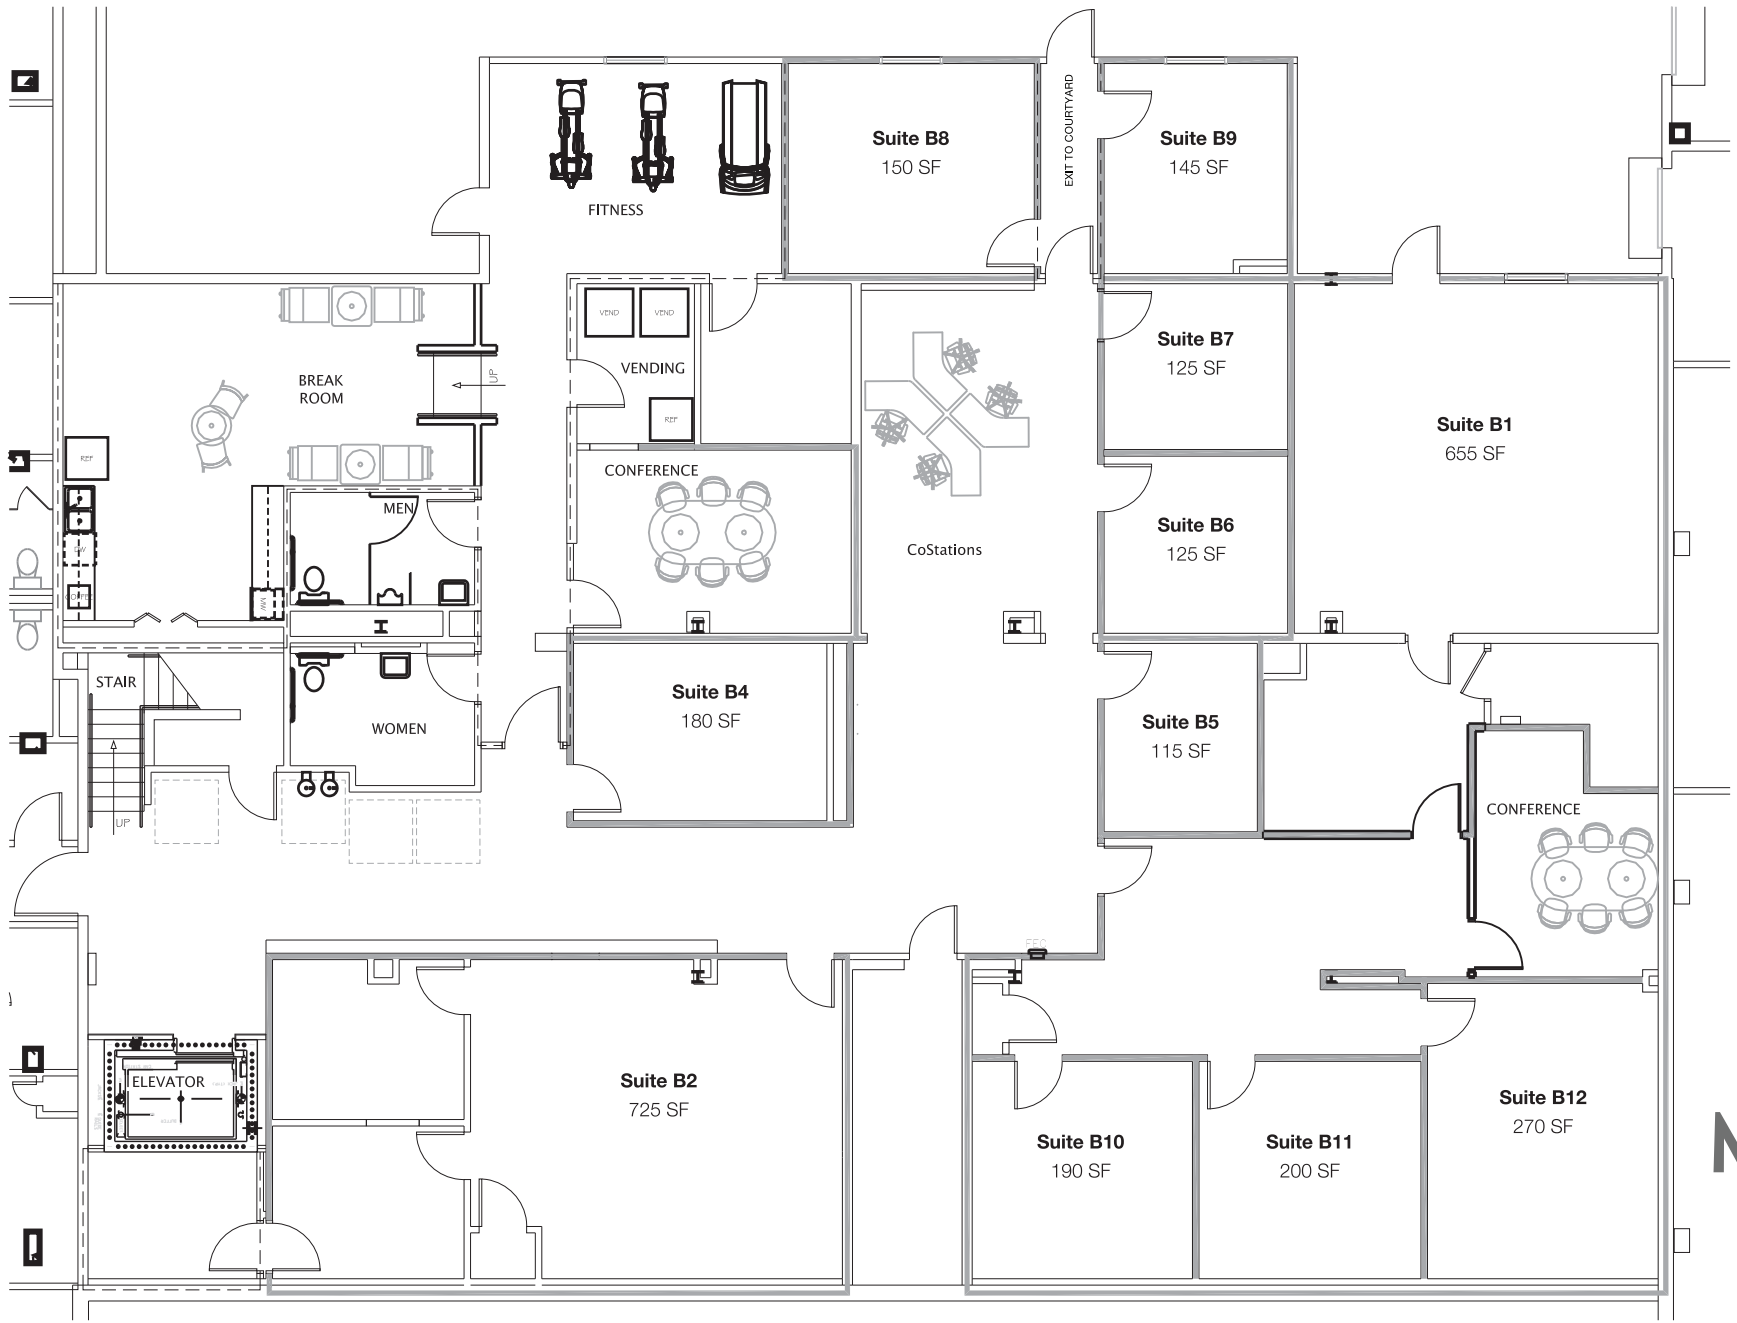 Suite B8
150 SF
EXIT TO COURTYARD
Suite B9
145 SF
FITNESS
VEND
VEND
VENDING
REF
UP
BREAK
ROOM
REF
Suite B7
125 SF
Suite B1
655 SF
CONFERENCE
MEN
DW
MW
CoStations
Suite B6
125 SF
STAIR
UP
WOMEN
Suite B4
180 SF
Suite B5
115 SF
CONFERENCE
FEC
ELEVATOR
Suite B2
725 SF
Suite B10
190 SF
Suite B11
200 SF
Suite B12
270 SF